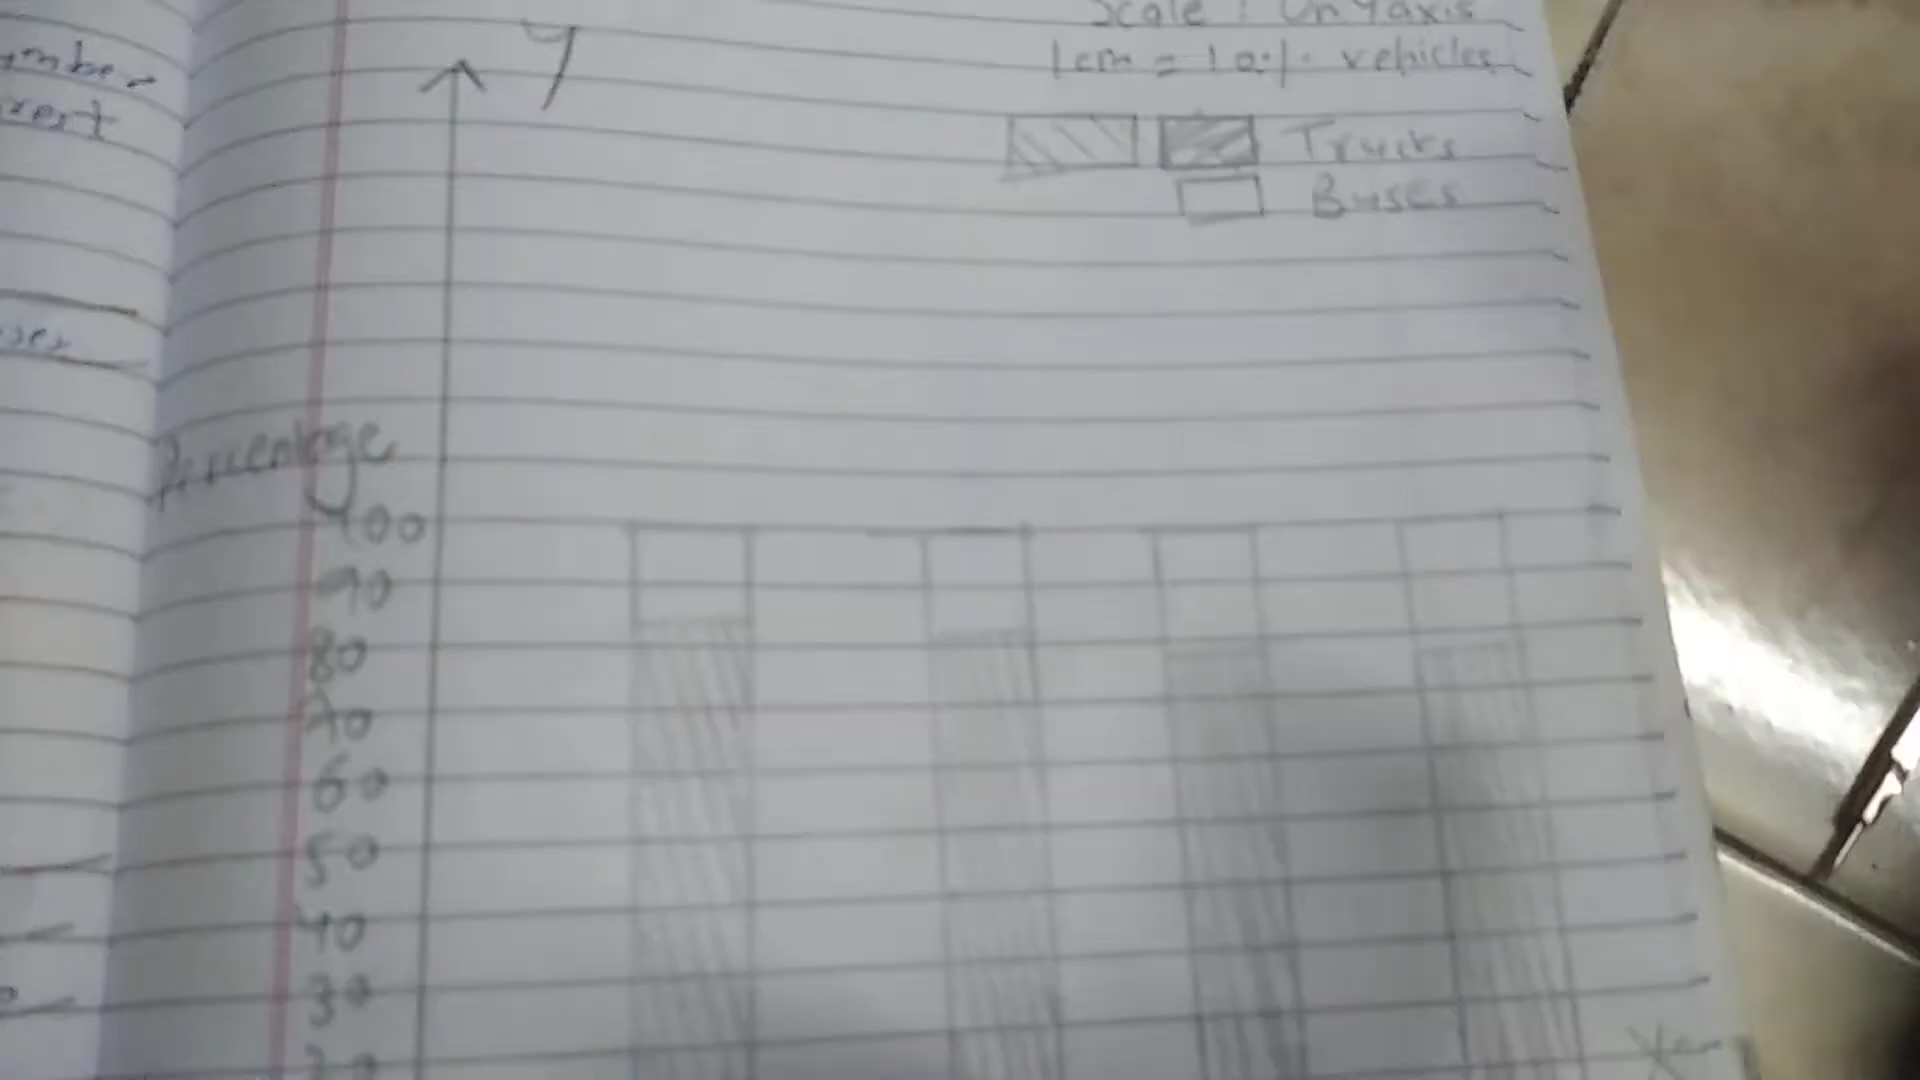 Scale : On Y axis
1cm = 10% vehicles
Trucks
Buses
Y
Percentage
100
90
80
70
60
50
40
30